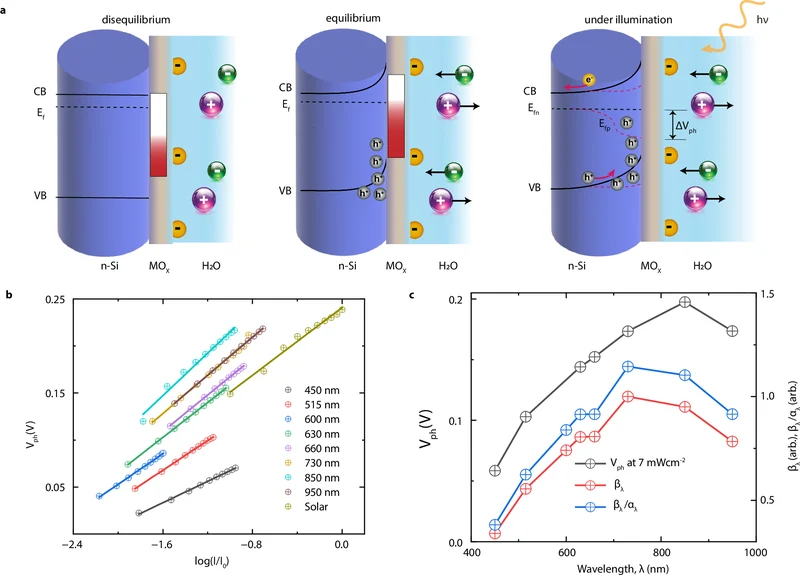 a
disequilibrium
equilibrium
under illumination
hν
CB
Ef
VB
n-Si
MOX
H₂O
CB
Ef
VB
h⁺
h⁺
h⁺
h⁺
h⁺
n-Si
MOX
H₂O
e⁻
CB
Efn
Efp
ΔVph
VB
h⁺
h⁺
h⁺
h⁺
h⁺
h⁺
n-Si
MOX
H₂O
b
Vph(V)
0.25
0.15
0.05
−2.4
−1.6
−0.8
0.0
log(I/I0)
450 nm
515 nm
600 nm
630 nm
660 nm
730 nm
850 nm
950 nm
Solar
c
Vph(V)
0.2
0.1
0.0
400
600
800
1000
Wavelength, λ (nm)
1.5
1.0
0.5
βλ (arb.), βλ/αλ (arb.)
Vph at 7 mWcm⁻²
βλ
βλ/αλ